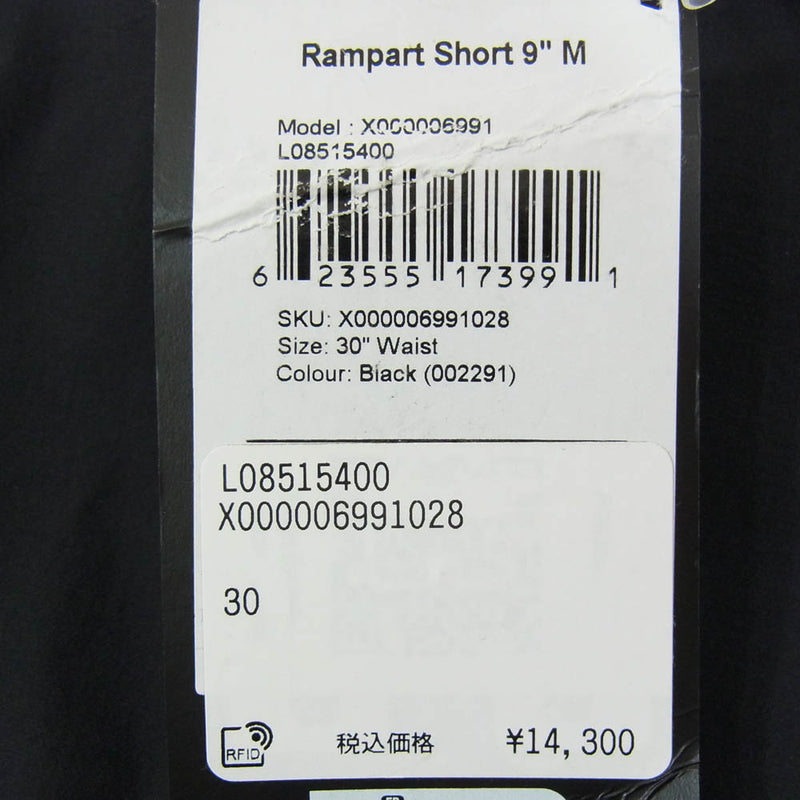 Rampart Short 9" M
Model : X000006991
L08515400
6 23555 17399 1
SKU: X000006991028
Size: 30" Waist
Colour: Black (002291)
L08515400
X000006991028
30
RFID 税込価格 ¥14,300